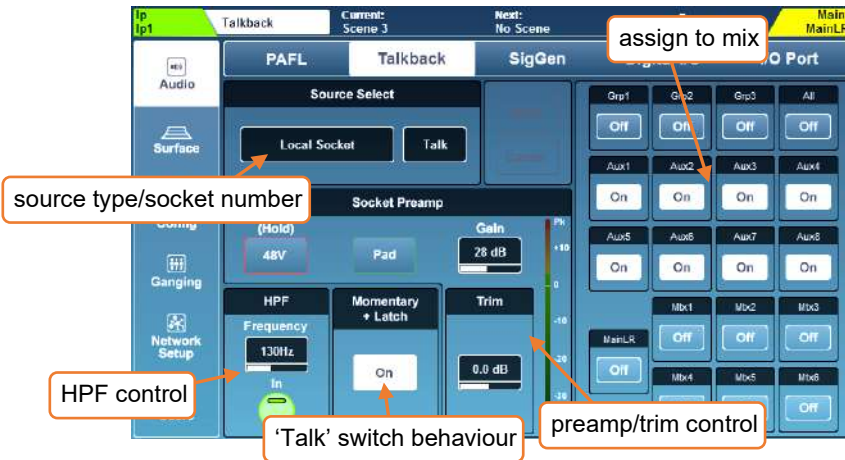 Ip
Ip1
Talkback
Current:
Scene 3
Next:
No Scene
Main
MainLR
assign to mix
PAFL
Talkback
SigGen
I/O Port
Audio
Surface
Config
Ganging
Network
Setup
Source Select
Local Socket
Talk
source type/socket number
Socket Preamp
(Hold)
48V
Pad
Gain
28 dB
Pk
+10
0
-10
-20
-30
HPF
Frequency
130Hz
In
Momentary
+ Latch
On
Trim
0.0 dB
HPF control
'Talk' switch behaviour
preamp/trim control
Grp1
Grp2
Grp3
All
Off
Off
Off
Off
Aux1
Aux2
Aux3
Aux4
On
On
On
On
Aux5
Aux6
Aux7
Aux8
On
On
On
On
Mtx1
Mtx2
Mtx3
MainLR
Off
Off
Off
Off
Mtx4
Mtx5
Mtx6
Off